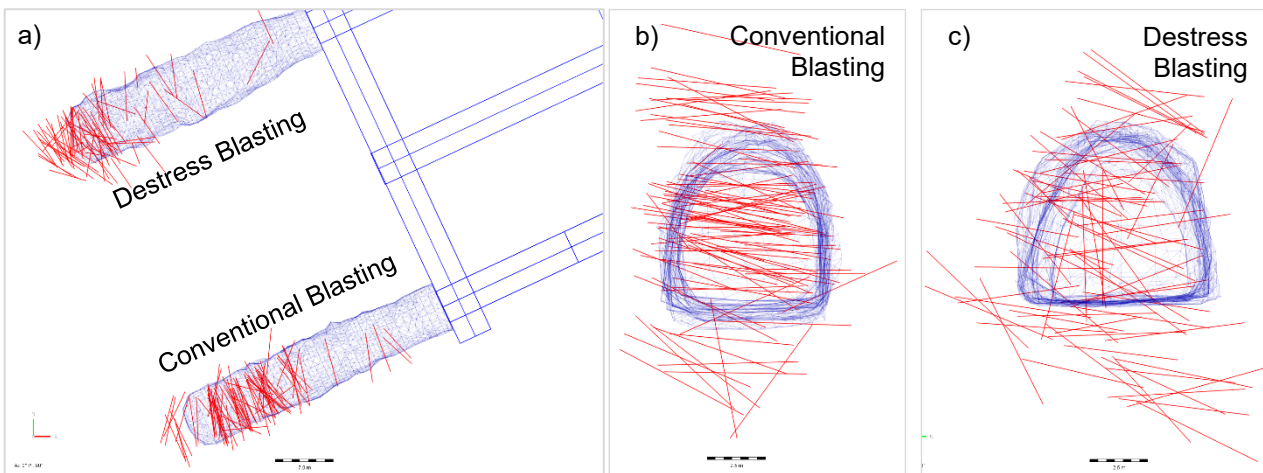 a)
Destress Blasting
Conventional Blasting
b)
Conventional
Blasting
c)
Destress
Blasting